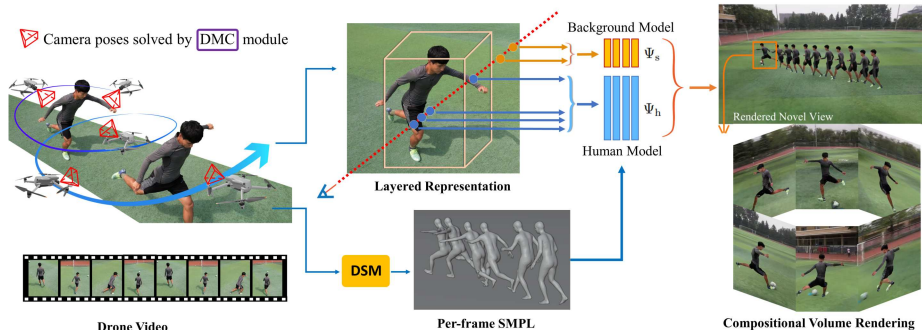 Camera poses solved by DMC module
Background Model
Ψs
Ψh
Human Model
Layered Representation
Rendered Novel View
DSM
Per-frame SMPL
Drone Video
Compositional Volume Rendering